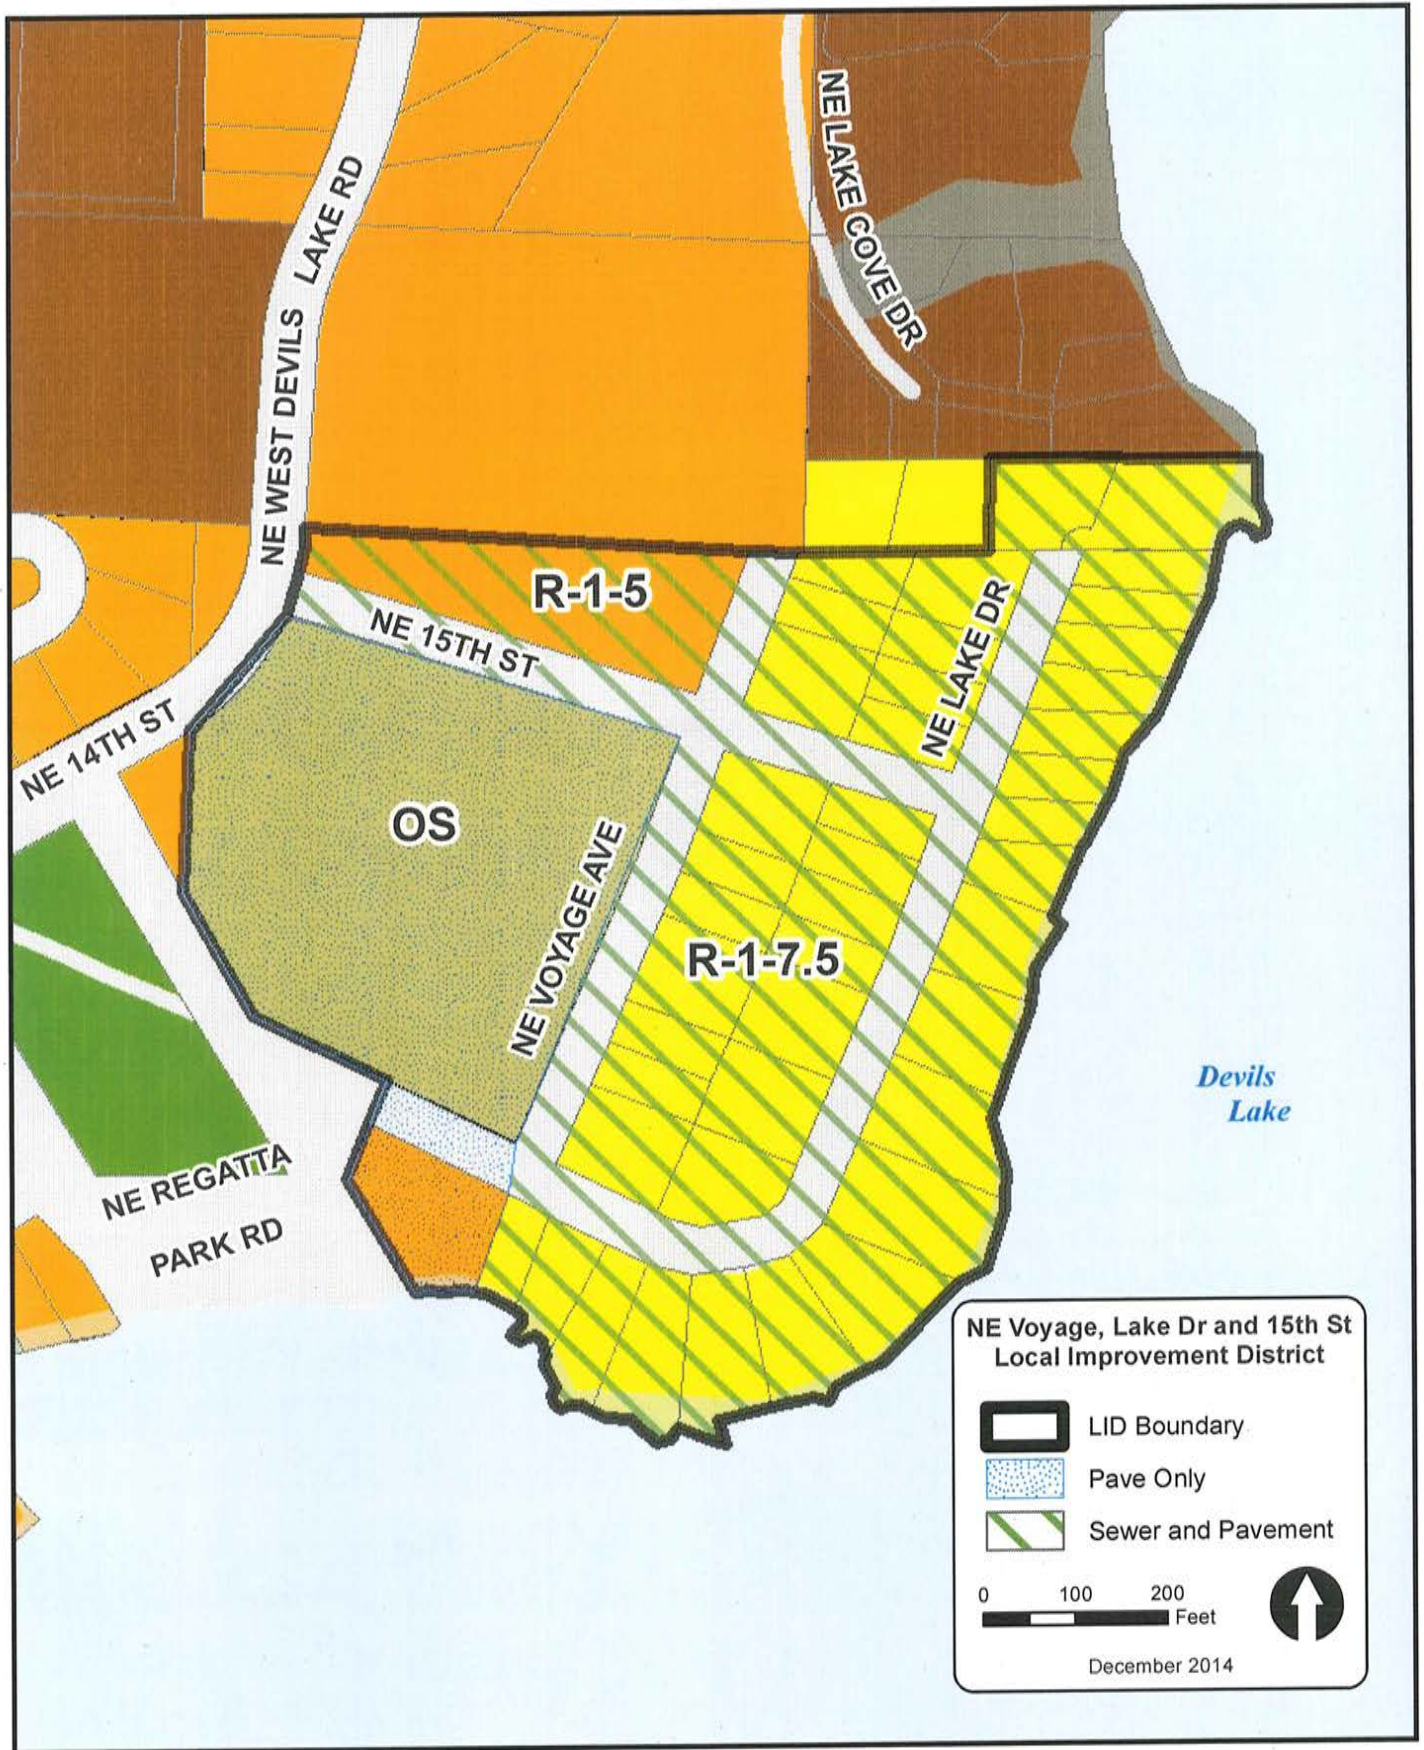 NE LAKE COVE DR
NE WEST DEVILS LAKE RD
R-1-5
NE 15TH ST
NE LAKE DR
NE 14TH ST
OS
NE VOYAGE AVE
R-1-7.5
Devils
Lake
NE REGATTA
PARK RD
NE Voyage, Lake Dr and 15th St
Local Improvement District
LID Boundary
Pave Only
Sewer and Pavement
0 100 200
Feet
December 2014